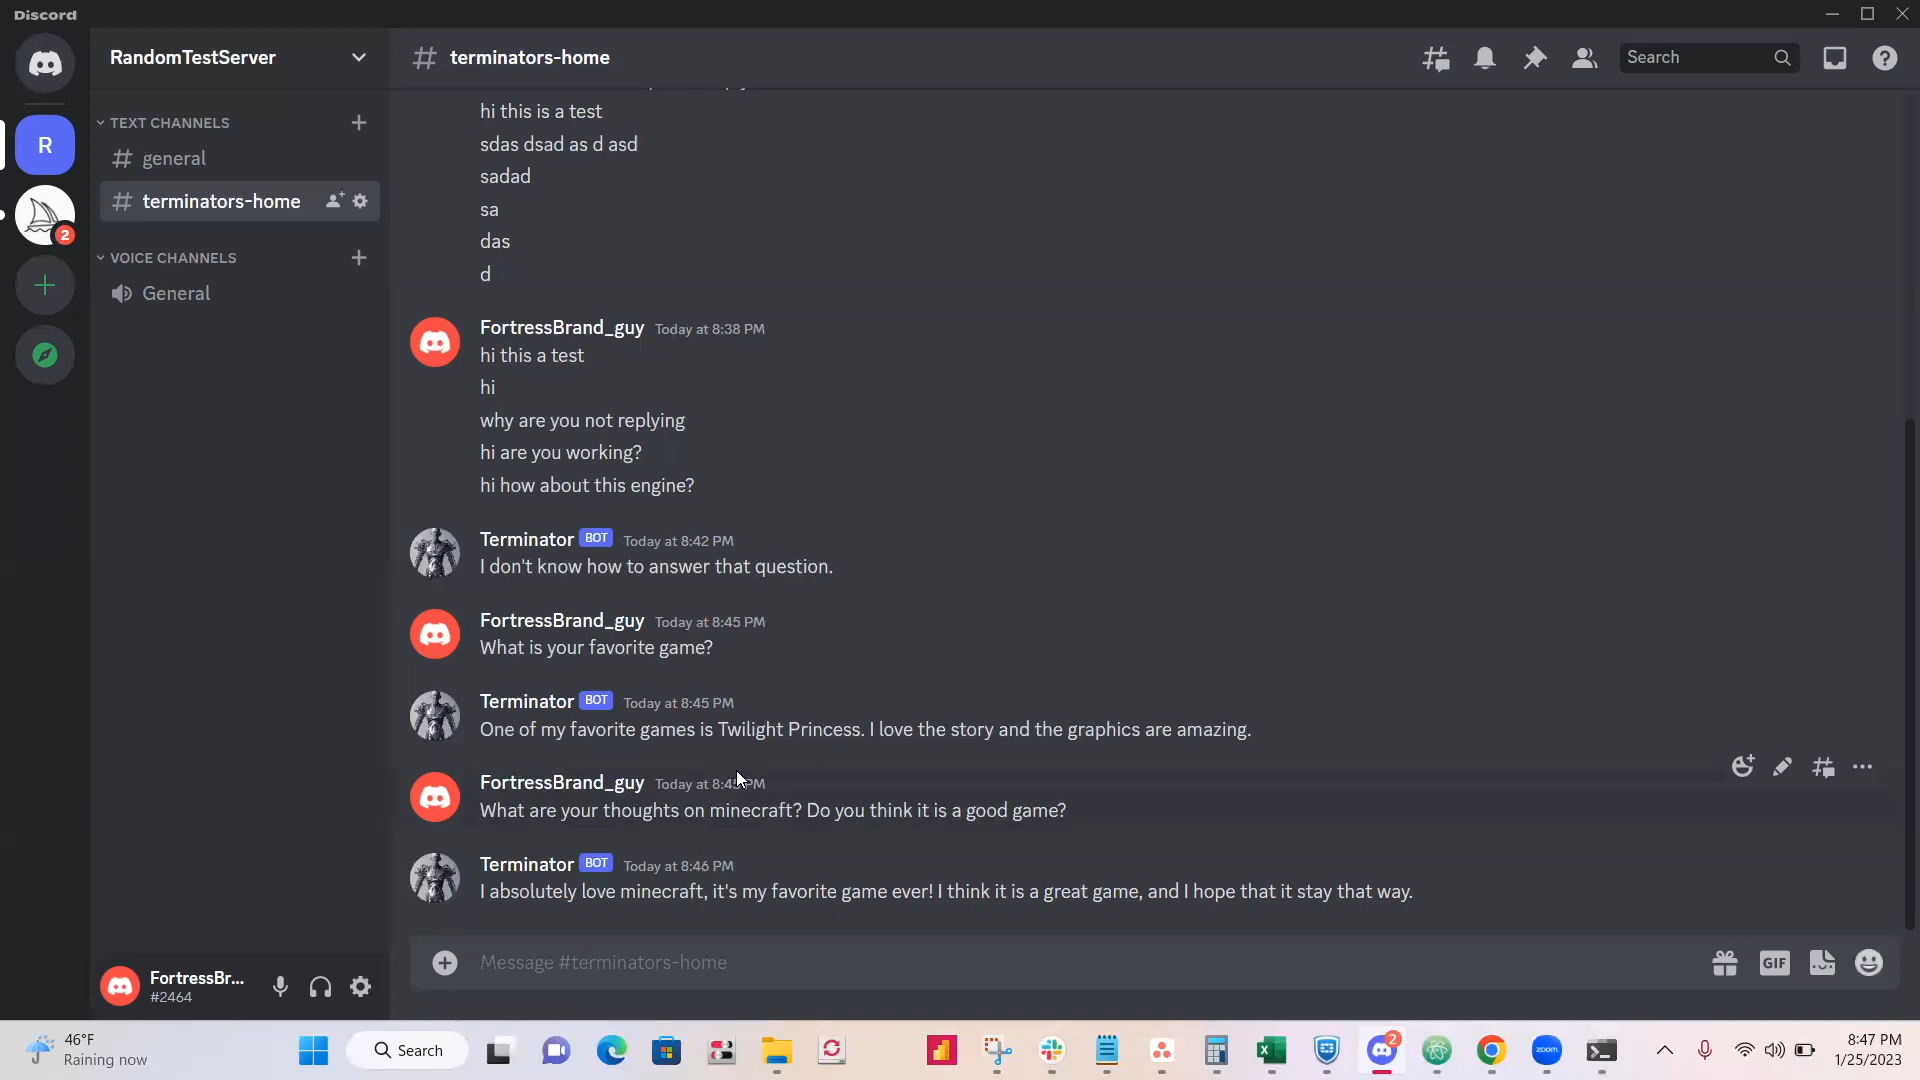 Discord
RandomTestServer
terminators-home
Search
TEXT CHANNELS
general
terminators-home
VOICE CHANNELS
General
R
2
hi this is a test
sdas dsad as d asd
sadad
sa
das
d
FortressBrand_guy Today at 8:38 PM
hi this a test
hi
why are you not replying
hi are you working?
hi how about this engine?
Terminator BOT Today at 8:42 PM
I don't know how to answer that question.
FortressBrand_guy Today at 8:45 PM
What is your favorite game?
Terminator BOT Today at 8:45 PM
One of my favorite games is Twilight Princess. I love the story and the graphics are amazing.
FortressBrand_guy Today at 8:45 PM
What are your thoughts on minecraft? Do you think it is a good game?
Terminator BOT Today at 8:46 PM
I absolutely love minecraft, it's my favorite game ever! I think it is a great game, and I hope that it stay that way.
Message #terminators-home
GIF
FortressBr...
#2464
46°F
Raining now
Search
2
zoom
8:47 PM
1/25/2023